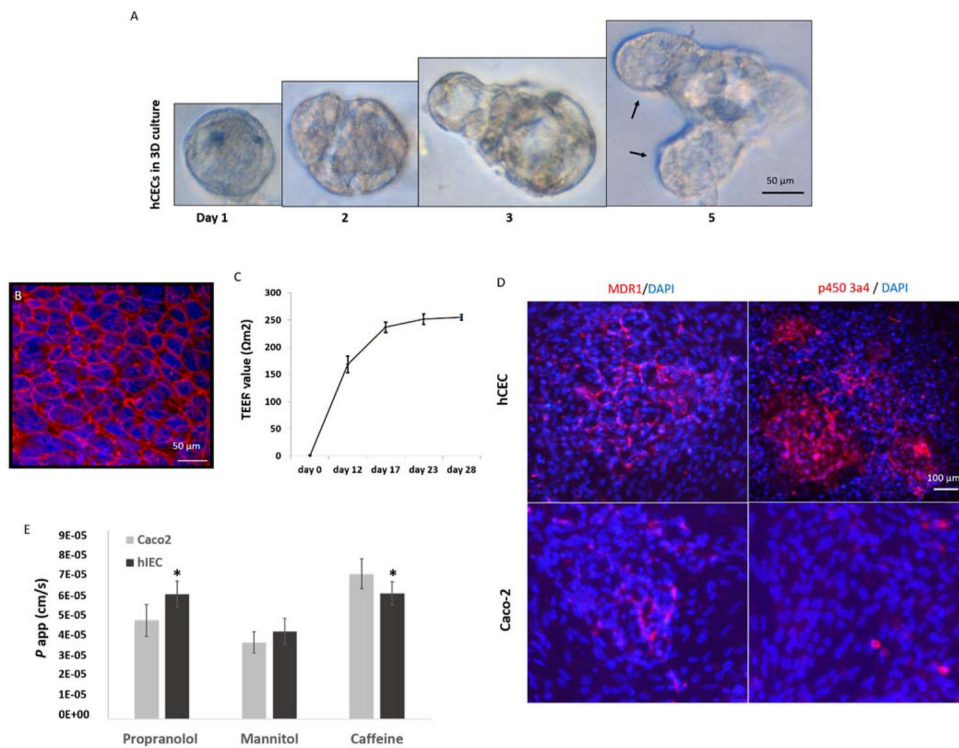 A
hCECs in 3D culture
50 µm
Day 1
2
3
5
B
50 µm
C
TEER value (Ωm2)
300
250
200
150
100
50
0
day 0 day 12 day 17 day 23 day 28
D
MDR1/DAPI
p450 3a4 / DAPI
hCEC
100 µm
Caco-2
E
P app (cm/s)
9E-05
8E-05
7E-05
6E-05
5E-05
4E-05
3E-05
2E-05
1E-05
0E+00
Caco2
hIEC
*
*
Propranolol Mannitol Caffeine